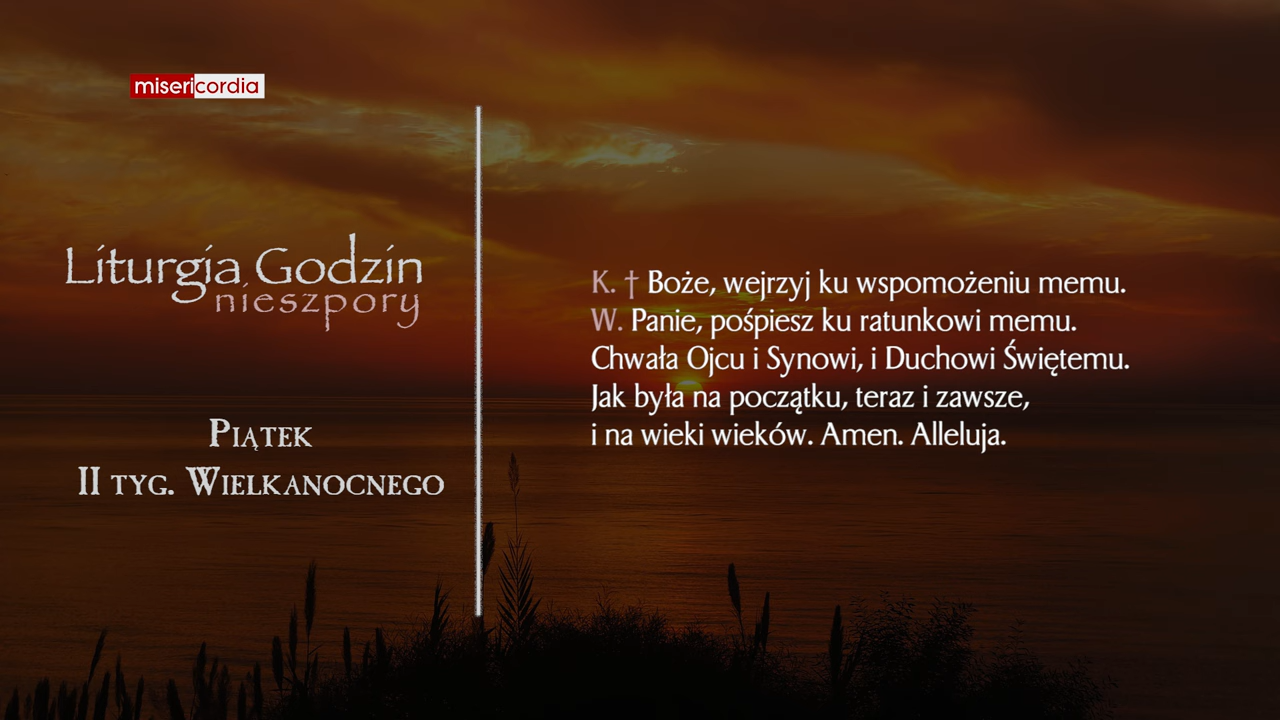 misericordia
Liturgia Godzin
nieszpory
Piątek
II tyg. Wielkanocnego
K. † Boże, wejrzyj ku wspomożeniu memu.
W. Panie, pośpiesz ku ratunkowi memu.
Chwała Ojcu i Synowi, i Duchowi Świętemu.
Jak była na początku, teraz i zawsze,
i na wieki wieków. Amen. Alleluja.